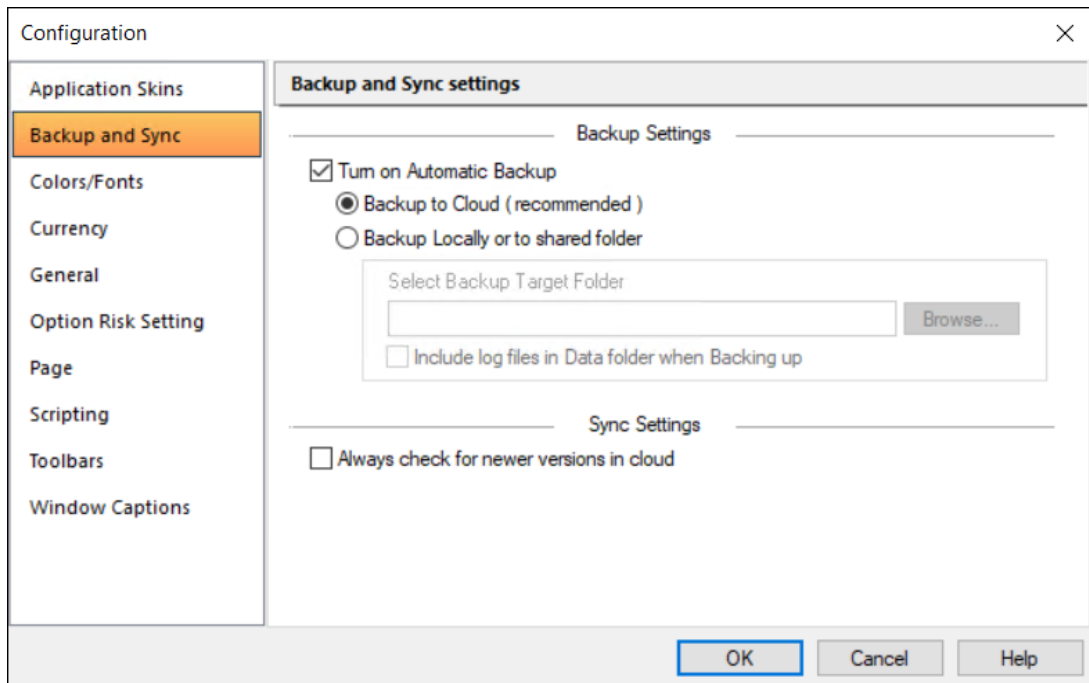 Configuration
Application Skins
Backup and Sync
Colors/Fonts
Currency
General
Option Risk Setting
Page
Scripting
Toolbars
Window Captions
Backup and Sync settings
Backup Settings
Turn on Automatic Backup
Backup to Cloud ( recommended )
Backup Locally or to shared folder
Select Backup Target Folder
Browse...
Include log files in Data folder when Backing up
Sync Settings
Always check for newer versions in cloud
OK Cancel Help